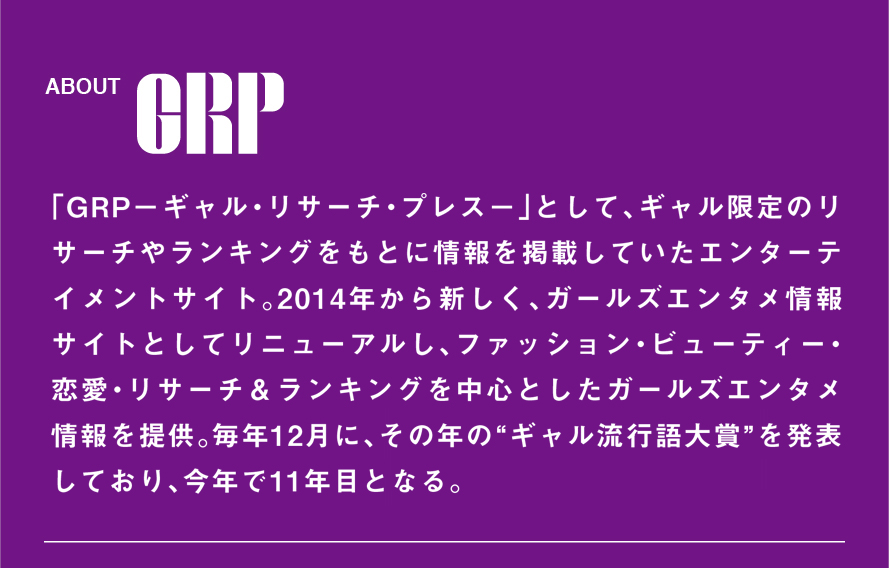 ABOUT GRP
「GRP－ギャル・リサーチ・プレス－」として、ギャル限定のリ
サーチやランキングをもとに情報を掲載していたエンターテ
イメントサイト。2014年から新しく、ガールズエンタメ情報
サイトとしてリニューアルし、ファッション・ビューティー・
恋愛・リサーチ＆ランキングを中心としたガールズエンタメ
情報を提供。毎年12月に、その年の“ギャル流行語大賞”を発表
しており、今年で11年目となる。